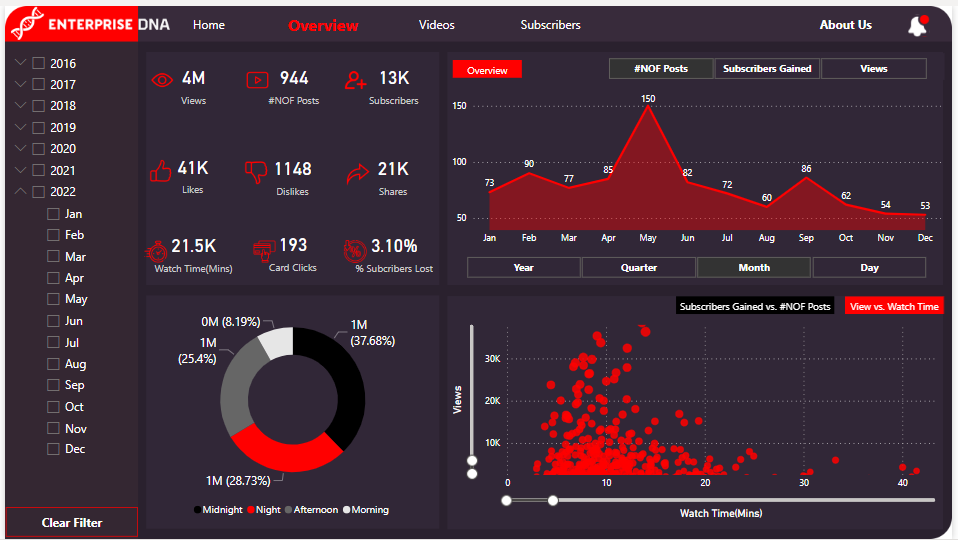 ENTERPRISE DNA
Home
Overview
Videos
Subscribers
About Us
2016
2017
2018
2019
2020
2021
2022
Jan
Feb
Mar
Apr
May
Jun
Jul
Aug
Sep
Oct
Nov
Dec
Clear Filter
4M
Views
944
#NOF Posts
13K
Subscribers
41K
Likes
1148
Dislikes
21K
Shares
21.5K
Watch Time(Mins)
193
Card Clicks
3.10%
% Subcribers Lost
Overview
#NOF Posts
Subscribers Gained
Views
150
100
50
73
90
77
85
150
82
72
60
86
62
54
53
Jan Feb Mar Apr May Jun Jul Aug Sep Oct Nov Dec
Year
Quarter
Month
Day
0M (8.19%)
1M
(37.68%)
1M
(25.4%)
1M (28.73%)
Midnight Night Afternoon Morning
Subscribers Gained vs. #NOF Posts
View vs. Watch Time
Views
30K
20K
10K
0 10 20 30 40
Watch Time(Mins)